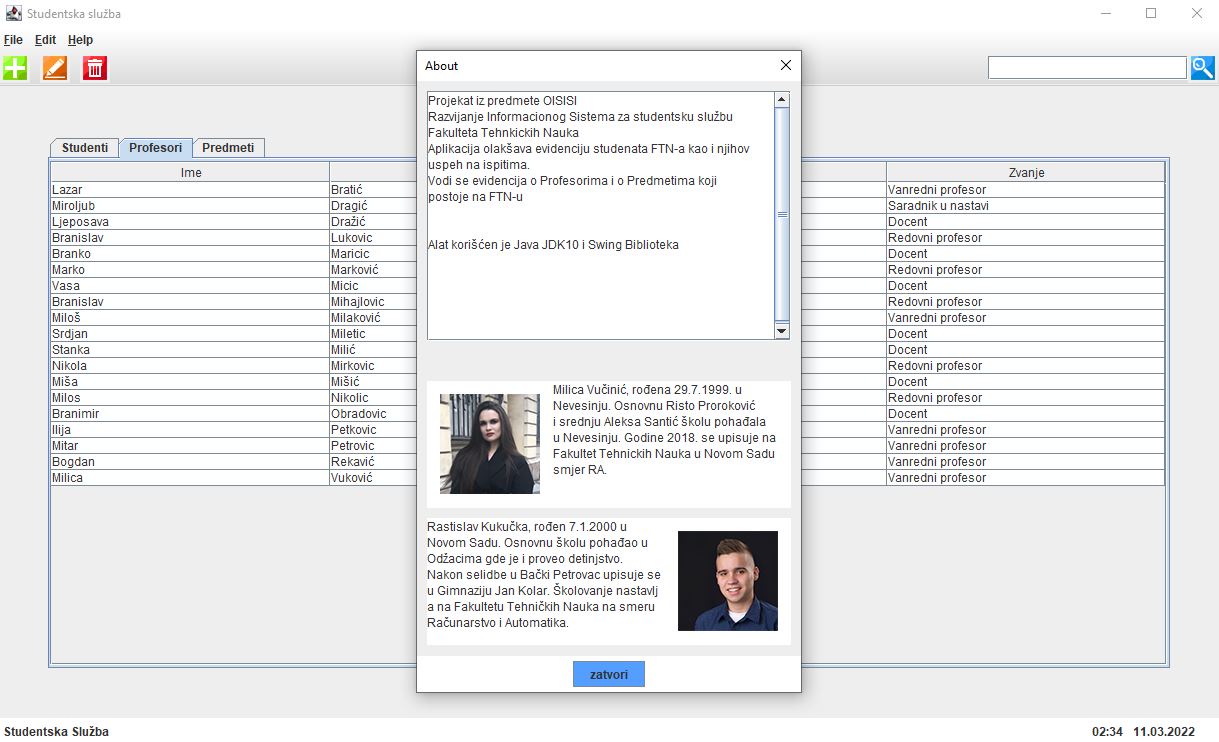 Studentska služba
File Edit Help
About
Projekat iz predmete OISISI
Razvijanje Informacionog Sistema za studentsku službu
Fakulteta Tehnkickih Nauka
Aplikacija olakšava evidenciju studenata FTN-a kao i njihov
uspeh na ispitima.
Vodi se evidencija o Profesorima i o Predmetima koji
postoje na FTN-u
Alat korišćen je Java JDK10 i Swing Biblioteka
Milica Vučinić, rođena 29.7.1999. u
Nevesinju. Osnovnu Risto Proroković
i srednju Aleksa Santić školu pohađala
u Nevesinju. Godine 2018. se upisuje na
Fakultet Tehnickih Nauka u Novom Sadu
smjer RA.
Rastislav Kukučka, rođen 7.1.2000 u
Novom Sadu. Osnovnu školu pohađao u
Odžacima gde je i proveo detinjstvo.
Nakon selidbe u Bački Petrovac upisuje se
u Gimnaziju Jan Kolar. Školovanje nastavlj
a na Fakultetu Tehničkih Nauka na smeru
Računarstvo i Automatika.
zatvori
Studenti Profesori Predmeti
Ime Zvanje
Lazar Bratić Vanredni profesor
Miroljub Dragić Saradnik u nastavi
Ljeposava Dražić Docent
Branislav Lukovic Redovni profesor
Branko Maricic Docent
Marko Marković Redovni profesor
Vasa Micic Docent
Branislav Mihajlovic Redovni profesor
Miloš Milaković Vanredni profesor
Srdjan Miletic Docent
Stanka Milić Docent
Nikola Mirkovic Redovni profesor
Miša Mišić Docent
Milos Nikolic Redovni profesor
Branimir Obradovic Docent
Ilija Petkovic Vanredni profesor
Mitar Petrovic Vanredni profesor
Bogdan Rekavić Vanredni profesor
Milica Vuković Vanredni profesor
Studentska Služba 02:34 11.03.2022